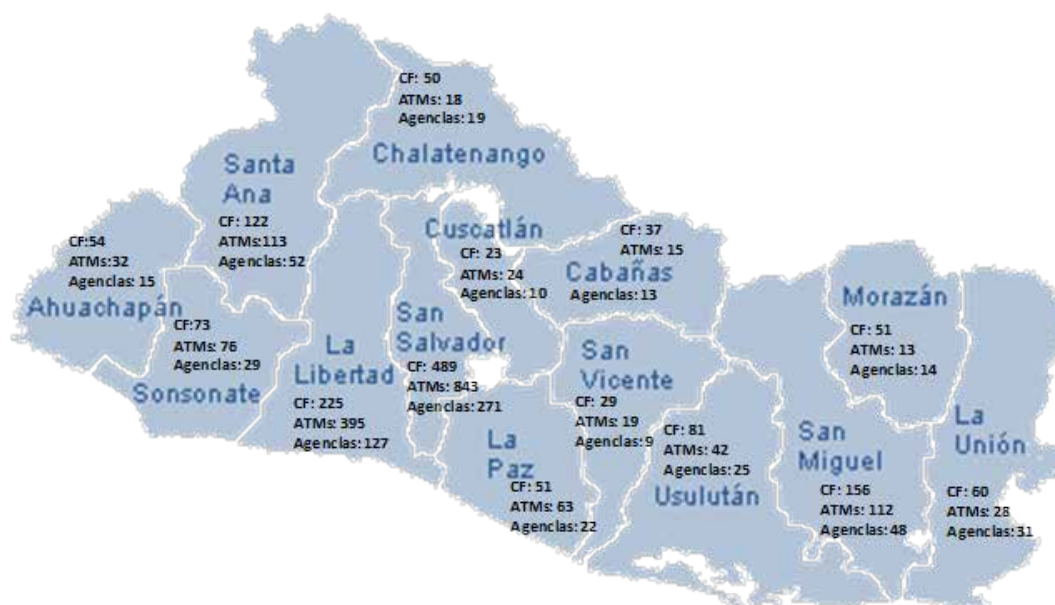 CF: 50
ATMs: 18
Agencias: 19
Chalatenango
Santa
Ana
CF: 122
ATMs:113
Agencias: 52
CF:54
ATMs: 32
Agencias: 15
Ahuachapán
CF:73
ATMs: 76
Agencias: 29
Sonsonate
La
Libertad
CF: 225
ATMs: 395
Agencias: 127
San
Salvador
CF: 489
ATMs: 843
Agencias: 271
Cuscatlán
CF: 23
ATMs: 24
Agencias: 10
CF: 37
ATMs: 15
Cabañas
Agencias: 13
San
Vicente
CF: 29
ATMs: 19
Agencias: 9
La
Paz
CF: 51
ATMs: 63
Agencias: 22
CF: 81
ATMs: 42
Agencias: 25
Usulután
San
Miguel
CF: 156
ATMs: 112
Agencias: 48
Morazán
CF: 51
ATMs: 13
Agencias: 14
La
Unión
CF: 60
ATMs: 28
Agencias: 31